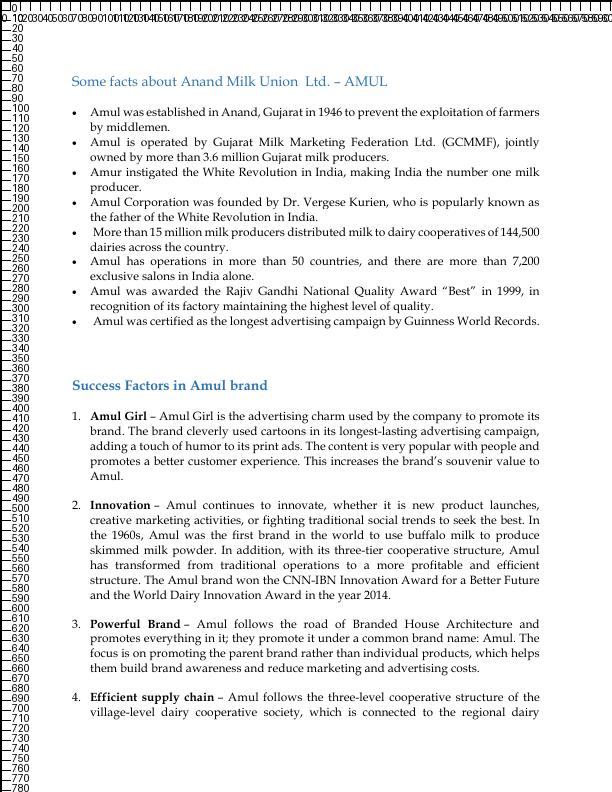 Some facts about Anand Milk Union  Ltd. – AMUL
• Amul was established in Anand, Gujarat in 1946 to prevent the exploitation of farmers
by middlemen.
• Amul is operated by Gujarat Milk Marketing Federation Ltd. (GCMMF), jointly
owned by more than 3.6 million Gujarat milk producers.
• Amur instigated the White Revolution in India, making India the number one milk
producer.
• Amul Corporation was founded by Dr. Vergese Kurien, who is popularly known as
the father of the White Revolution in India.
• More than 15 million milk producers distributed milk to dairy cooperatives of 144,500
dairies across the country.
• Amul has operations in more than 50 countries, and there are more than 7,200
exclusive salons in India alone.
• Amul was awarded the Rajiv Gandhi National Quality Award “Best” in 1999, in
recognition of its factory maintaining the highest level of quality.
• Amul was certified as the longest advertising campaign by Guinness World Records.
Success Factors in Amul brand
1. Amul Girl – Amul Girl is the advertising charm used by the company to promote its
brand. The brand cleverly used cartoons in its longest-lasting advertising campaign,
adding a touch of humor to its print ads. The content is very popular with people and
promotes a better customer experience. This increases the brand’s souvenir value to
Amul.
2. Innovation – Amul continues to innovate, whether it is new product launches,
creative marketing activities, or fighting traditional social trends to seek the best. In
the 1960s, Amul was the first brand in the world to use buffalo milk to produce
skimmed milk powder. In addition, with its three-tier cooperative structure, Amul
has transformed from traditional operations to a more profitable and efficient
structure. The Amul brand won the CNN-IBN Innovation Award for a Better Future
and the World Dairy Innovation Award in the year 2014.
3. Powerful Brand – Amul follows the road of Branded House Architecture and
promotes everything in it; they promote it under a common brand name: Amul. The
focus is on promoting the parent brand rather than individual products, which helps
them build brand awareness and reduce marketing and advertising costs.
4. Efficient supply chain – Amul follows the three-level cooperative structure of the
village-level dairy cooperative society, which is connected to the regional dairy